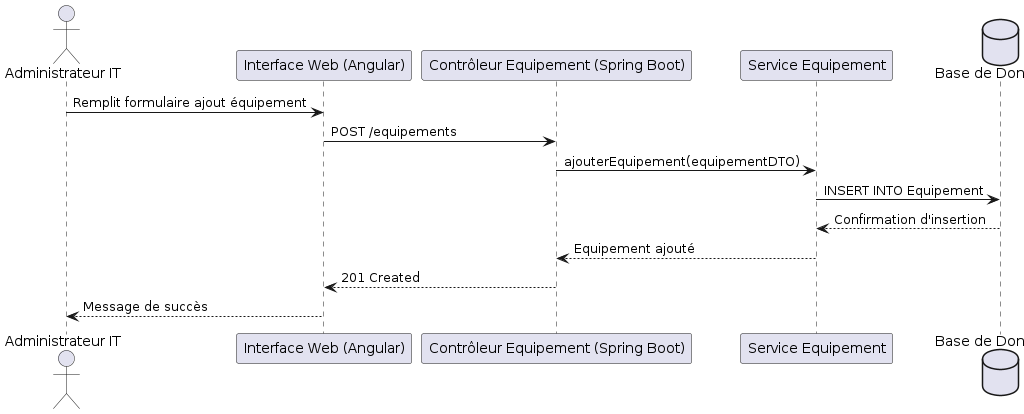 Administrateur IT
Interface Web (Angular)
Contrôleur Equipement (Spring Boot)
Service Equipement
Base de Don
Remplit formulaire ajout équipement
POST /equipements
ajouterEquipement(equipementDTO)
INSERT INTO Equipement
Confirmation d'insertion
Equipement ajouté
201 Created
Message de succès
Administrateur IT
Interface Web (Angular)
Contrôleur Equipement (Spring Boot)
Service Equipement
Base de Don